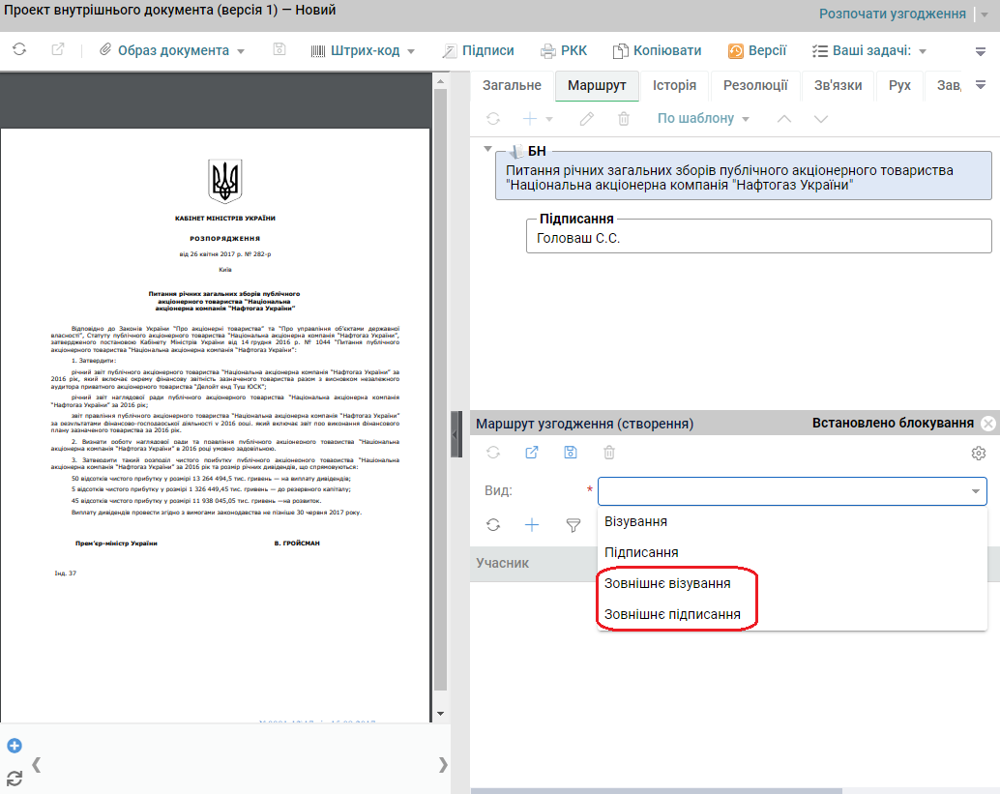 Проект внутрішнього документа (версія 1) — Новий
Розпочати узгодження
Образ документа
Штрих-код
Підписи
РКК
Копіювати
Версії
Ваші задачі:
Загальне
Маршрут
Історія
Резолюції
Зв'язки
Рух
Зав,
По шаблону
БН
Питання річних загальних зборів публічного акціонерного товариства
"Національна акціонерна компанія "Нафтогаз України"
Підписання
Головаш С.С.
КАБІНЕТ МІНІСТРІВ УКРАЇНИ
РОЗПОРЯДЖЕННЯ
від 26 квітня 2017 р. № 282-р
Київ
Питання річних загальних зборів публічного
акціонерного товариства "Національна
акціонерна компанія "Нафтогаз України"
Відповідно до Законів України "Про акціонерні товариства" та "Про управління об'єктами державної
власності", Статуту публічного акціонерного товариства "Національна акціонерна компанія "Нафтогаз України",
затвердженого постановою Кабінету Міністрів України від 14 грудня 2016 р. № 1044 "Питання публічного
акціонерного товариства "Національна акціонерна компанія "Нафтогаз України":
1. Затвердити:
річний звіт публічного акціонерного товариства "Національна акціонерна компанія "Нафтогаз України" за
2016 рік, який включає окрему фінансову звітність зазначеного товариства разом з висновком незалежного
аудитора приватного акціонерного товариства "Делойт енд Туш ЮСК";
річний звіт наглядової ради публічного акціонерного товариства "Національна акціонерна компанія
"Нафтогаз України" за 2016 рік;
звіт правління публічного акціонерного товариства "Національна акціонерна компанія "Нафтогаз України"
за результатами фінансово-господарської діяльності у 2016 році, який включає звіт про виконання фінансового
плану зазначеного товариства за 2016 рік.
2. Визнати роботу наглядової ради та правління публічного акціонерного товариства "Національна
акціонерна компанія "Нафтогаз України" в 2016 році умовно задовільною.
3. Затвердити такий розподіл чистого прибутку публічного акціонерного товариства "Національна
акціонерна компанія "Нафтогаз України" за 2016 рік та розмір річних дивідендів, що спрямовується:
50 відсотків чистого прибутку у розмірі 13 264 494,5 тис. гривень — на виплату дивідендів;
5 відсотків чистого прибутку у розмірі 1 326 449,45 тис. гривень — до резервного капіталу;
45 відсотків чистого прибутку у розмірі 11 938 045,05 тис. гривень —на розвиток.
Виплату дивідендів провести згідно з вимогами законодавства не пізніше 30 червня 2017 року.
Прем'єр-міністр України В. ГРОЙСМАН
Інд. 37
Маршрут узгодження (створення)
Встановлено блокування
Вид: *
Візування
Підписання
Зовнішнє візування
Зовнішнє підписання
Учасник